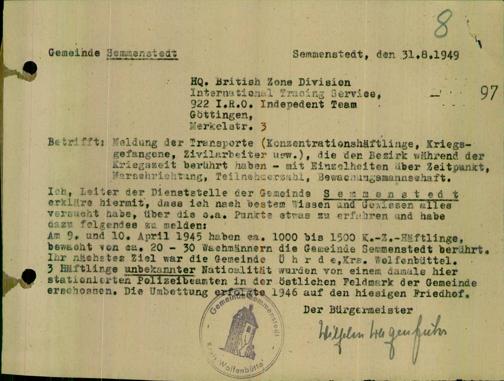 8
Gemeinde Semmenstedt
Semmenstedt, den 31.8.1949
HQ. British Zone Division
International Tracing Service,
922 I.R.O. Indepedent Team
Göttingen,
Merkelstr. 3
97
Betrifft: Meldung der Transporte (Konzentrationshäftlinge, Kriegs-
gefangene, Zivilarbeiter usw.), die den Bezirk während der
Kriegszeit berührt haben - mit Einzelheiten über Zeitpunkt,
Marschrichtung, Teilnehmerzahl, Bewachungsmannschaft.
Ich, Leiter der Dienststelle der Gemeinde S e m m e n s t e d t
erkläre hiermit, dass ich nach bestem Wissen und Gewissen alles
versucht habe, über die o.a. Punkte etwas zu erfahren und habe
dazu folgendes zu melden:
Am 9. und 10. April 1945 haben ca. 1000 bis 1500 K.-Z.-Häftlinge,
bewacht von ca. 20 - 30 Wachmännern die Gemeinde Semmenstedt berührt.
Ihr nächstes Ziel war die Gemeinde Ü h r d e, Krs. Wolfenbüttel.
3 Häftlinge unbekannter Nationalität wurden von einem damals hier
stationierten Polizeibeamten in der östlichen Feldmark der Gemeinde
erschossen. Die Umbettung erfolgte 1946 auf den hiesigen Friedhof.
Der Bürgermeister
Gemeinde Semmenstedt
Kreis Wolfenbüttel
Wilhelm